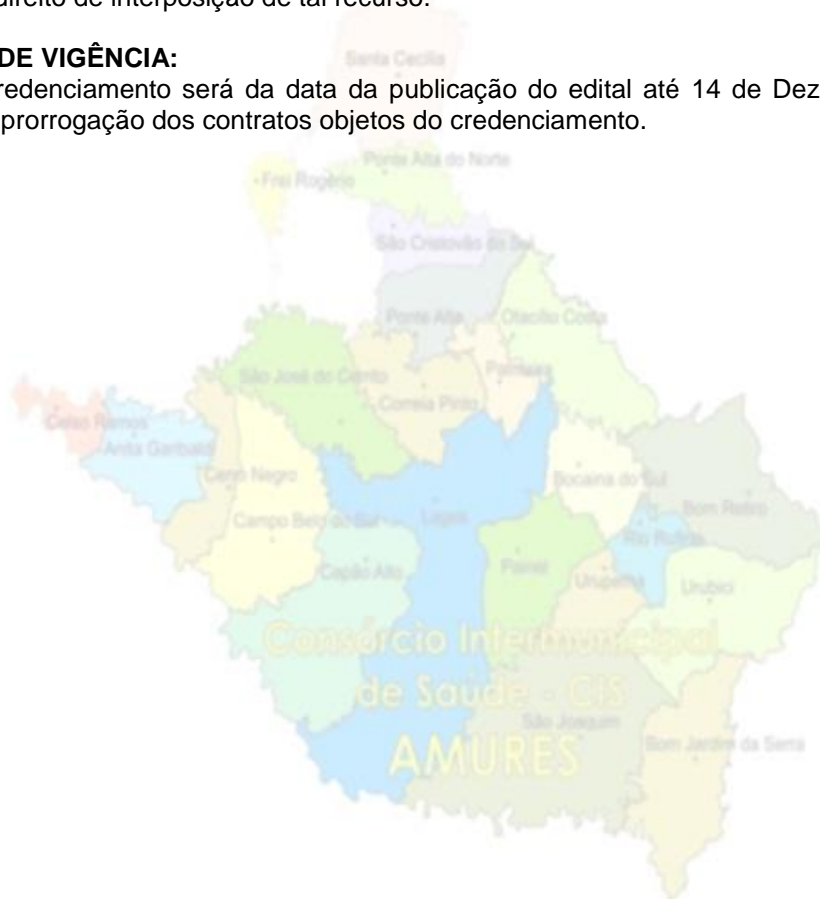 direito de interposição de tal recurso.
DE VIGÊNCIA:
redenciamento será da data da publicação do edital até 14 de Dez
prorrogação dos contratos objetos do credenciamento.
Santa Cecília
Ponte Alta do Norte
Frei Rogério
São Cristovão do Sul
Ponte Alta
Otacílio Costa
Palmeira
São José do Cerrito
Correia Pinto
Celso Ramos
Anita Garibaldi
Cerro Negro
Bocaina do Sul
Bom Retiro
Campo Belo do Sul
Lages
Rio Rufino
Capão Alto
Painel
Urupema
Urubici
Consórcio Intermunicipal
de Saúde - CIS
São Joaquim
AMURES
Bom Jardim da Serra